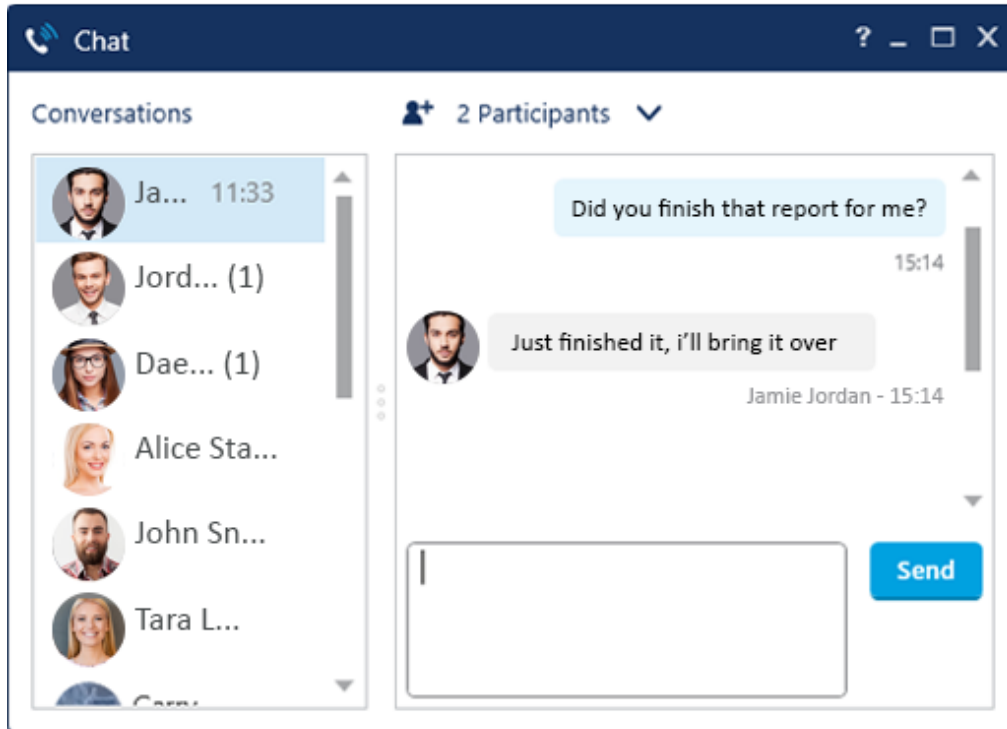 Chat
?
Conversations
2 Participants
Ja... 11:33
Jord... (1)
Dae... (1)
Alice Sta...
John Sn...
Tara L...
Did you finish that report for me?
15:14
Just finished it, i'll bring it over
Jamie Jordan - 15:14
Send